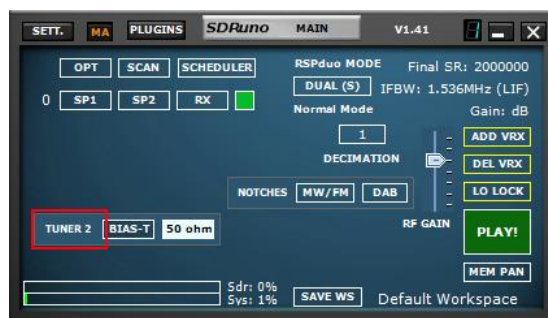 SETT. MA PLUGINS SDRuno MAIN V1.41
OPT SCAN SCHEDULER RSPduo MODE Final SR: 2000000
DUAL (S) IFBW: 1.536MHz (LIF)
0 SP1 SP2 RX Normal Mode Gain: dB
1 ADD VRX
DECIMATION DEL VRX
NOTCHES MW/FM DAB LO LOCK
TUNER 2 BIAS-T 50 ohm RF GAIN PLAY!
MEM PAN
Sdr: 0%
Sys: 1% SAVE WS Default Workspace